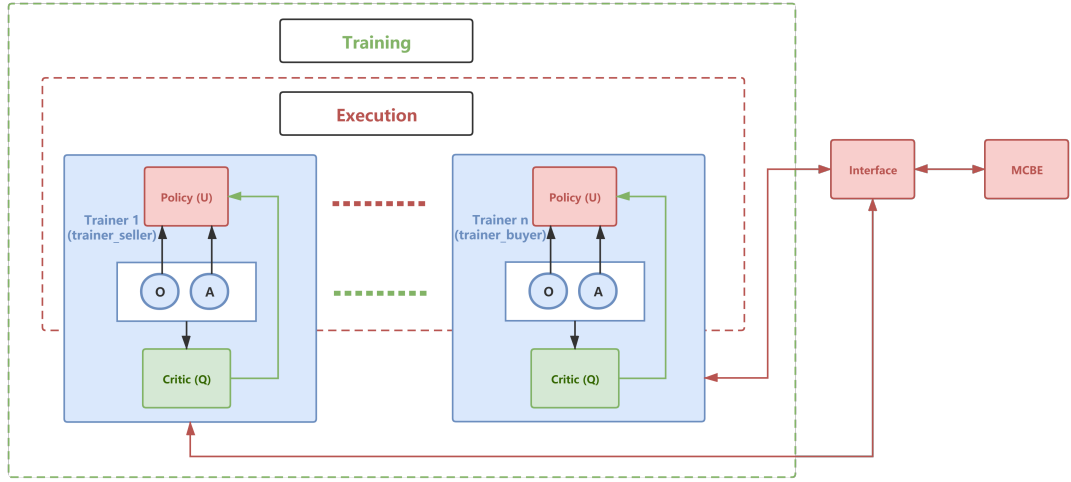 Training
Execution
Policy (U)
Trainer 1
(trainer_seller)
O
A
Critic (Q)
Policy (U)
Trainer n
(trainer_buyer)
O
A
Critic (Q)
Interface
MCBE